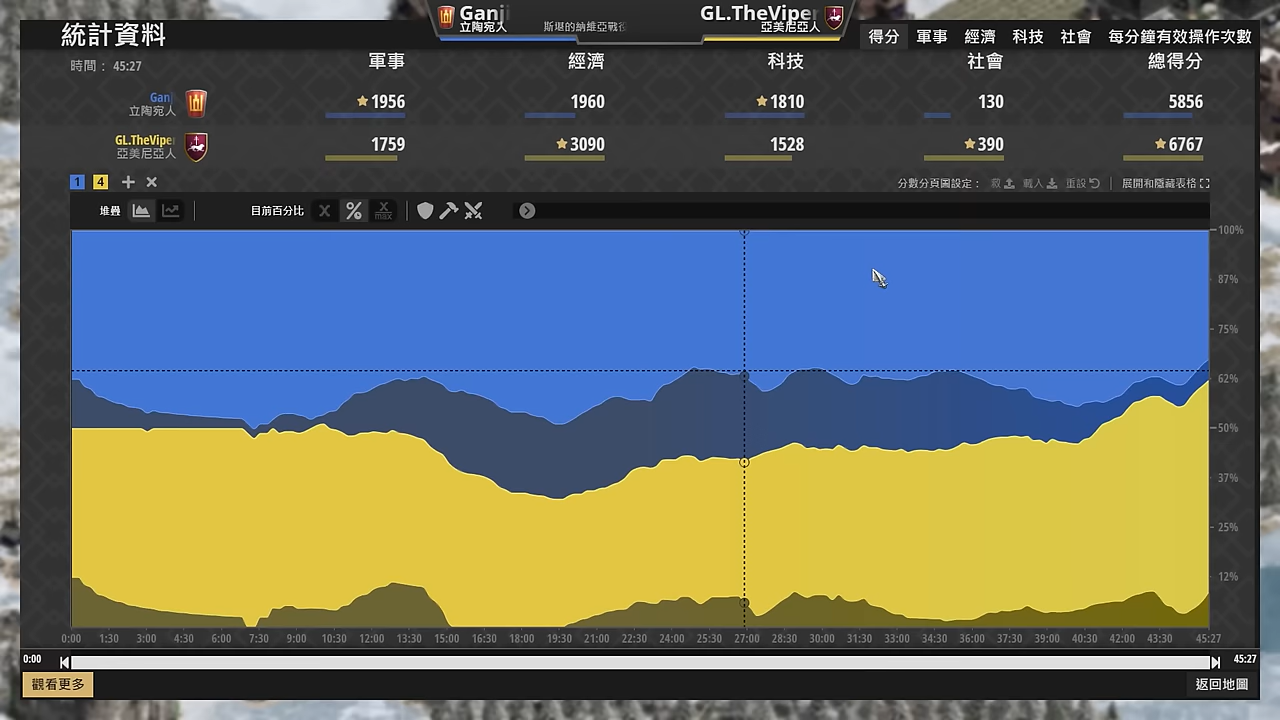 Ganji GL.TheViper
立陶宛人 斯堪的納維亞戰役 亞美尼亞人
統計資料 得分 軍事 經濟 科技 社會 每分鐘有效操作次數
時間： 45:27 軍事 經濟 科技 社會 總得分
Ganj 1956 1960 1810 130 5856
立陶宛人
GL.TheViper 1759 3090 1528 390 6767
亞美尼亞人
1 4 分數分頁圖設定： 載入 重設 展開和隱藏表格
堆疊 目前百分比 X % X max
100%
87%
75%
62%
50%
37%
25%
12%
0:00 1:30 3:00 4:30 6:00 7:30 9:00 10:30 12:00 13:30 15:00 16:30 18:00 19:30 21:00 22:30 24:00 25:30 27:00 28:30 30:00 31:30 33:00 34:30 36:00 37:30 39:00 40:30 42:00 43:30 45:27
0:00 45:27
觀看更多 返回地圖